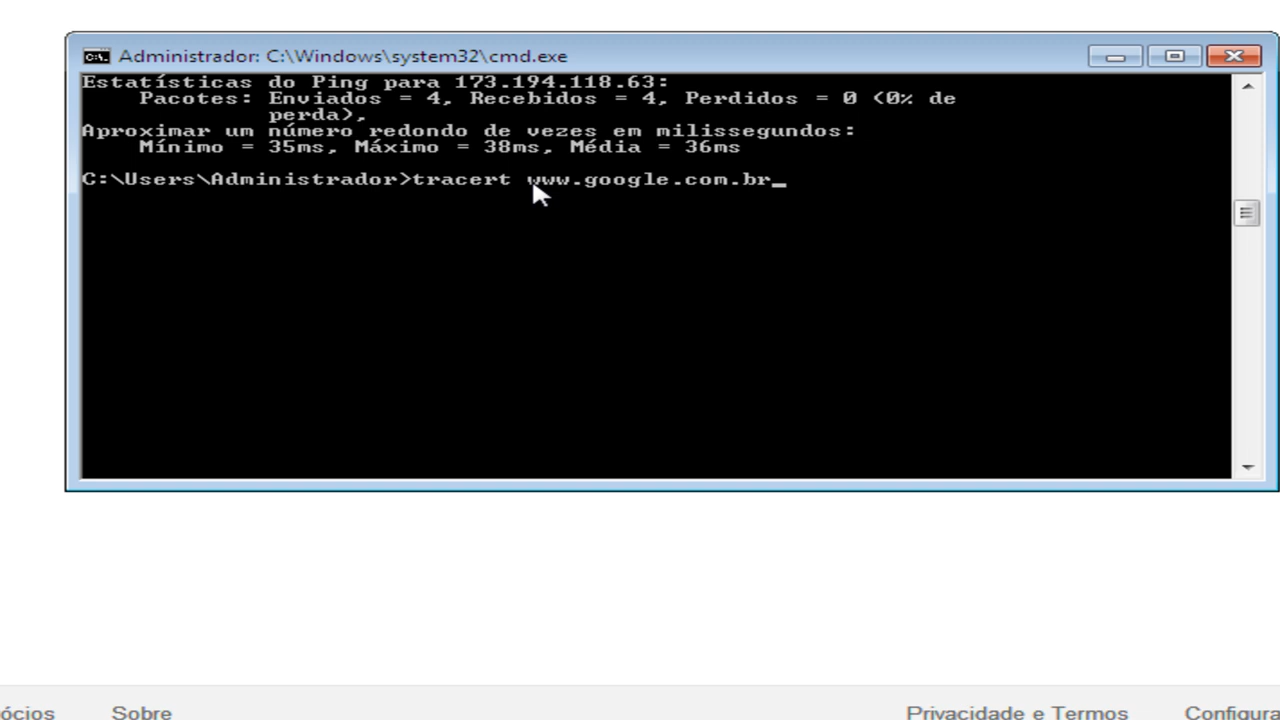 Administrador: C:\Windows\system32\cmd.exe
Estatísticas do Ping para 173.194.118.63:
Pacotes: Enviados = 4, Recebidos = 4, Perdidos = 0 (0% de
perda),
Aproximar um número redondo de vezes em milissegundos:
Mínimo = 35ms, Máximo = 38ms, Média = 36ms
C:\Users\Administrador>tracert www.google.com.br_
ócios Sobre Privacidade e Termos Configura